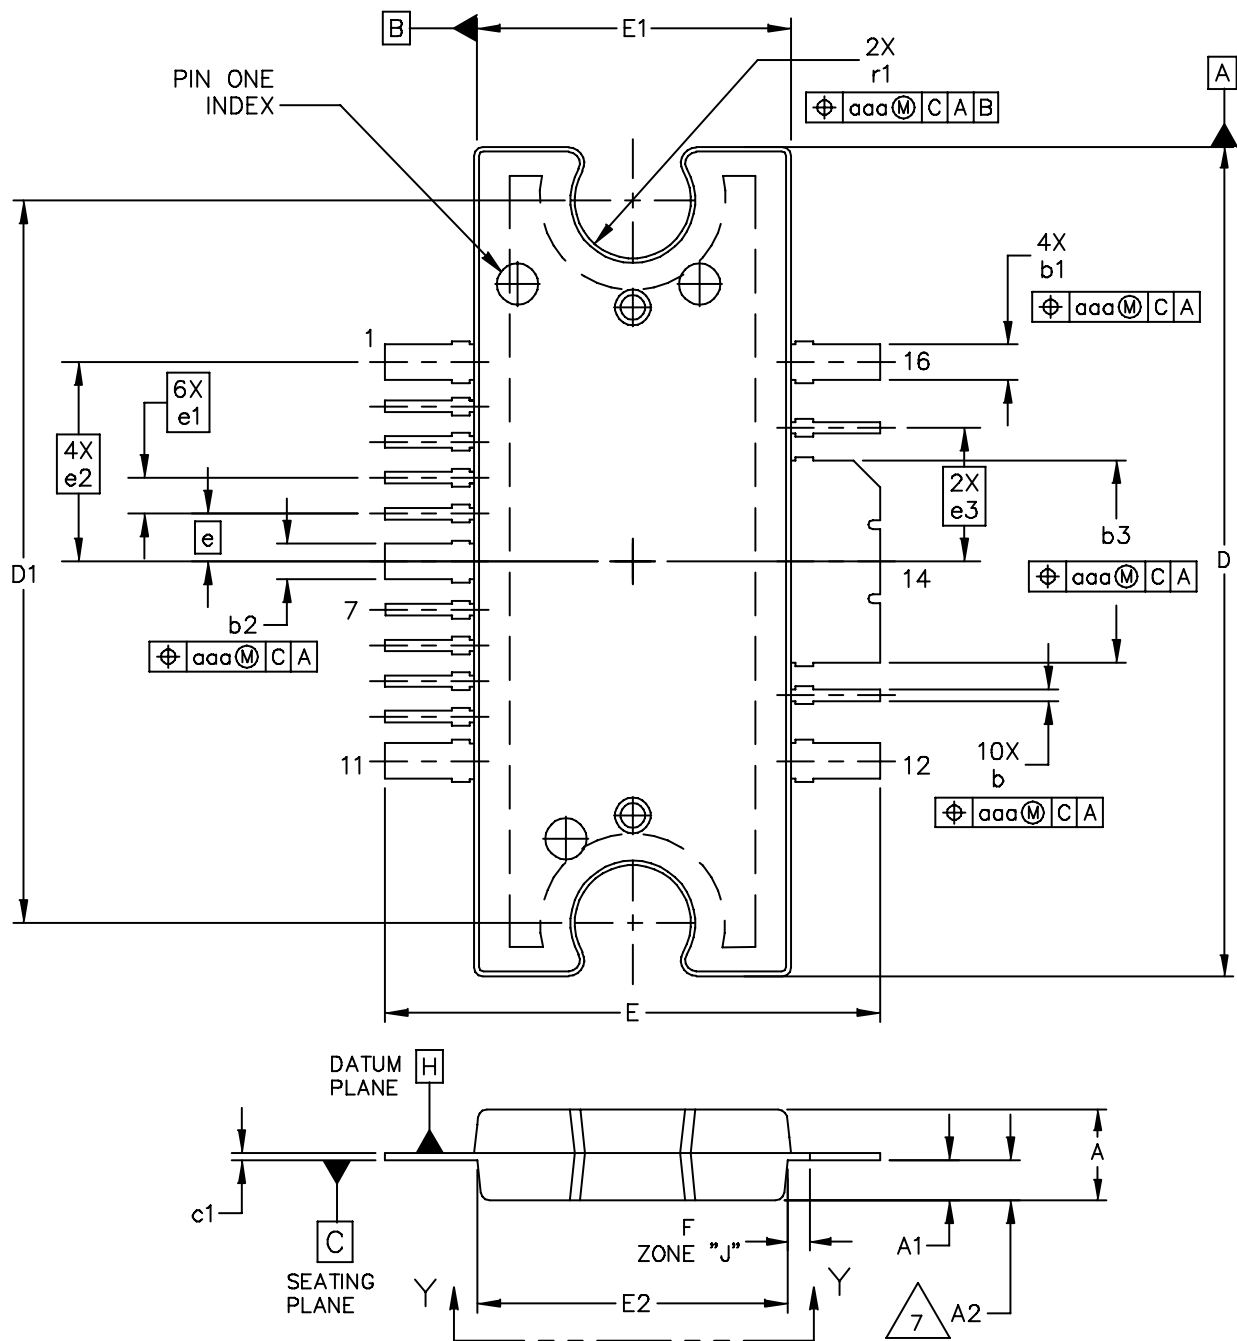 B
E1
2X
r1
⌖ aaa Ⓜ C A B
A
PIN ONE
INDEX
4X
b1
⌖ aaa Ⓜ C A
1
16
6X
e1
4X
e2
2X
e3
e
b3
⌖ aaa Ⓜ C A
D1
D
14
7
b2
⌖ aaa Ⓜ C A
10X
b
⌖ aaa Ⓜ C A
11
12
E
DATUM
PLANE
H
A
c1
C
SEATING
PLANE
F
ZONE "J"
A1
Y
Y
E2
7
A2